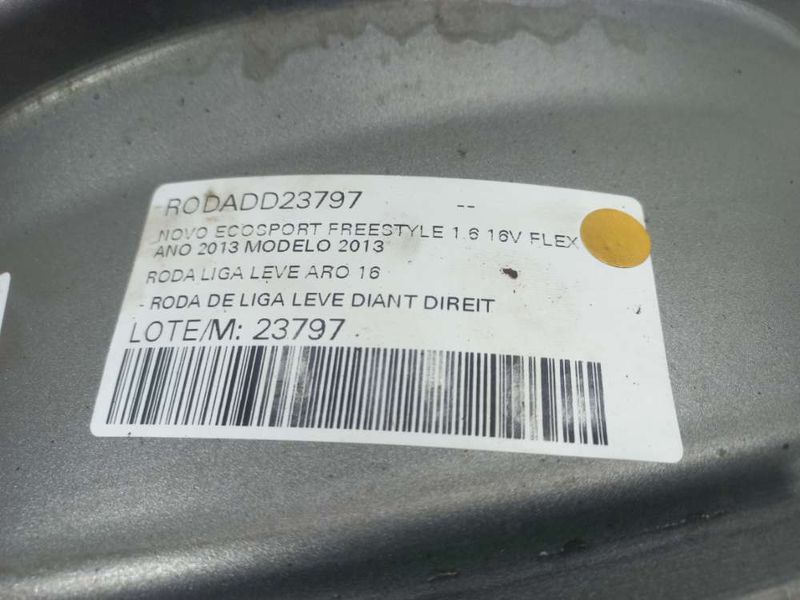 RODADD23797 --
NOVO ECOSPORT FREESTYLE 1.6 16V FLEX
ANO 2013 MODELO 2013
RODA LIGA LEVE ARO 16
- RODA DE LIGA LEVE DIANT DIREIT
LOTE/M: 23797